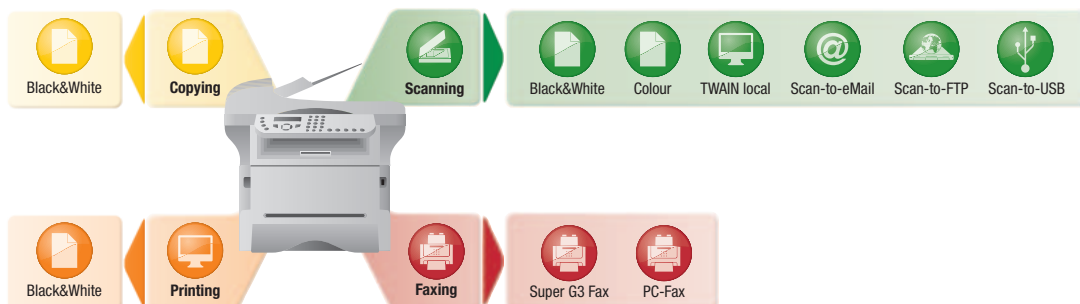 Black&White
Copying
Scanning
Black&White
Colour
TWAIN local
Scan-to-eMail
Scan-to-FTP
Scan-to-USB
Black&White
Printing
Faxing
Super G3 Fax
PC-Fax